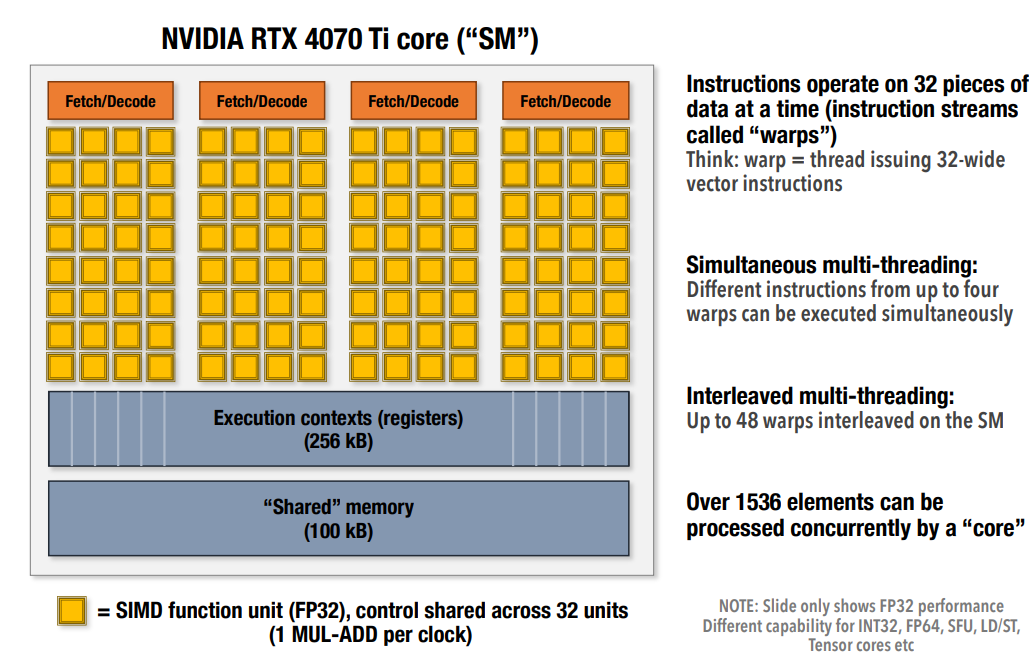 NVIDIA RTX 4070 Ti core (“SM”)
Fetch/Decode
Fetch/Decode
Fetch/Decode
Fetch/Decode
Execution contexts (registers)
(256 kB)
“Shared” memory
(100 kB)
= SIMD function unit (FP32), control shared across 32 units
(1 MUL-ADD per clock)
Instructions operate on 32 pieces of
data at a time (instruction streams
called “warps”)
Think: warp = thread issuing 32-wide
vector instructions
Simultaneous multi-threading:
Different instructions from up to four
warps can be executed simultaneously
Interleaved multi-threading:
Up to 48 warps interleaved on the SM
Over 1536 elements can be
processed concurrently by a “core”
NOTE: Slide only shows FP32 performance
Different capability for INT32, FP64, SFU, LD/ST,
Tensor cores etc